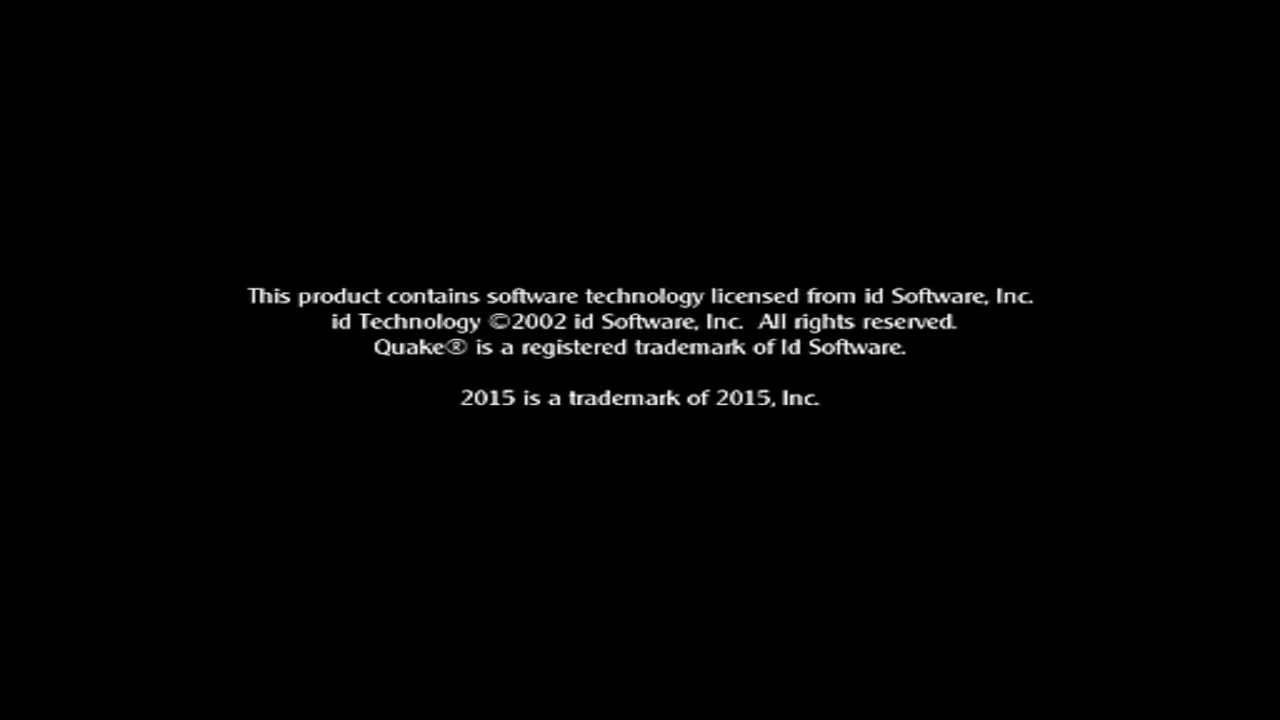 This product contains software technology licensed from id Software, Inc.
id Technology ©2002 id Software, Inc.  All rights reserved.
Quake® is a registered trademark of Id Software.
2015 is a trademark of 2015, Inc.